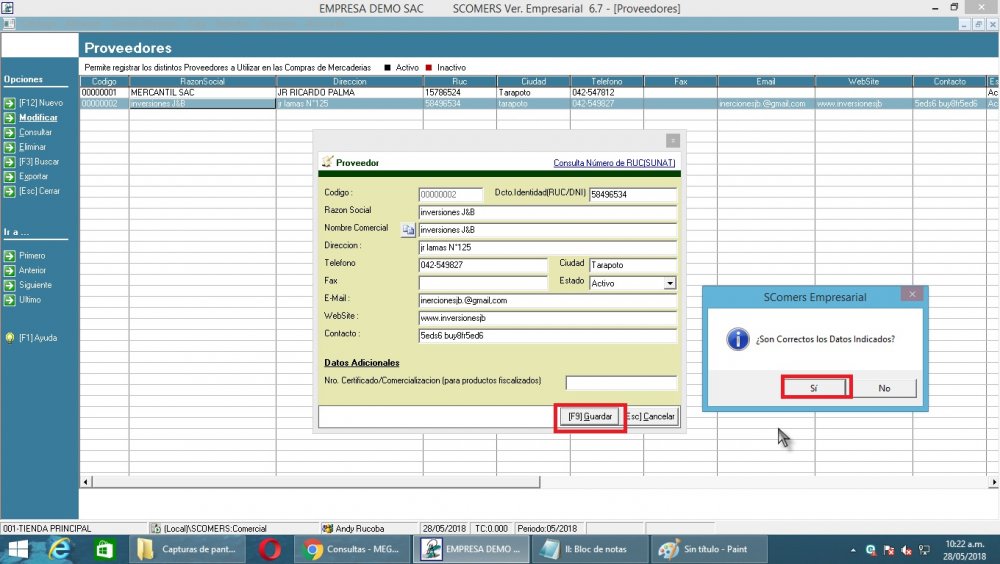 EMPRESA DEMO SAC SCOMERS Ver. Empresarial 6.7 - [Proveedores]
Proveedores
Permite registrar los distintos Proveedores a Utilizar en las Compras de Mercaderias Activo Inactivo
Opciones
[F12] Nuevo
Modificar
Consultar
Eliminar
[F3] Buscar
Exportar
[Esc] Cerrar
Ir a ...
Primero
Anterior
Siguiente
Ultimo
[F1] Ayuda
Codigo RazonSocial Direccion Ruc Ciudad Telefono Fax Email WebSite Contacto Es
00000001 MERCANTIL SAC JR RICARDO PALMA 15786524 Tarapoto 042-547812 Ac
00000002 inversiones J&B jr lamas N°125 58496534 tarapoto 042-549827 inercionesjb.@gmail.com www.inversionesjb 5eds6 buy8fr5ed6 Ac
Proveedor Consulta Número de RUC(SUNAT)
Codigo : 00000002 Dcto.Identidad(RUC/DNI) 58496534
Razon Social inversiones J&B
Nombre Comercial inversiones J&B
Direccion : jr lamas N°125
Telefono 042-549827 Ciudad Tarapoto
Fax Estado Activo
E-Mail : inercionesjb.@gmail.com
WebSite : www.inversionesjb
Contacto : 5eds6 buy8fr5ed6
Datos Adicionales
Nro. Certificado/Comercializacion (para productos fiscalizados)
[F9] Guardar Esc] Cancelar
SComers Empresarial
¿Son Correctos los Datos Indicados?
Sí No
001-TIENDA PRINCIPAL (Local)\SCOMERS:Comercial Andy Rucoba 28/05/2018 TC:0.000 Periodo:05/2018
Capturas de pant... Consultas - MEG... EMPRESA DEMO ... II: Bloc de notas Sin título - Paint 10:22 a.m.
28/05/2018